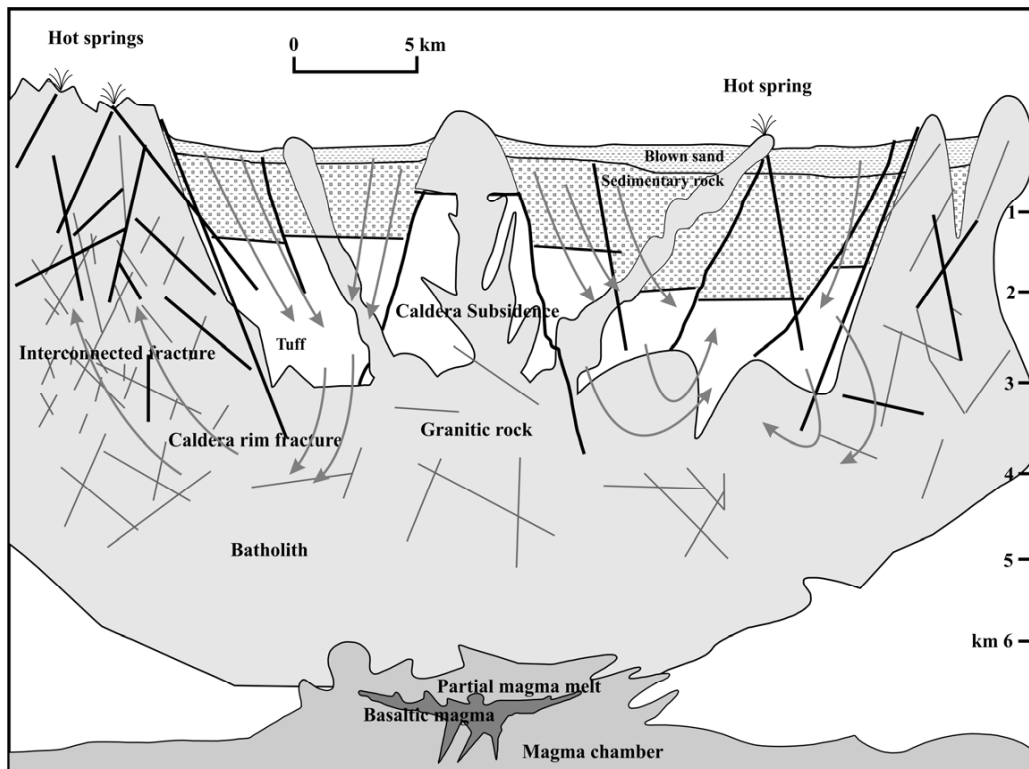 Hot springs
0 5 km
Hot spring
Blown sand
Sedimentary rock
1
2
Caldera Subsidence
Tuff
Interconnected fracture
3
Caldera rim fracture
Granitic rock
4
Batholith
5
km 6
Partial magma melt
Basaltic magma
Magma chamber